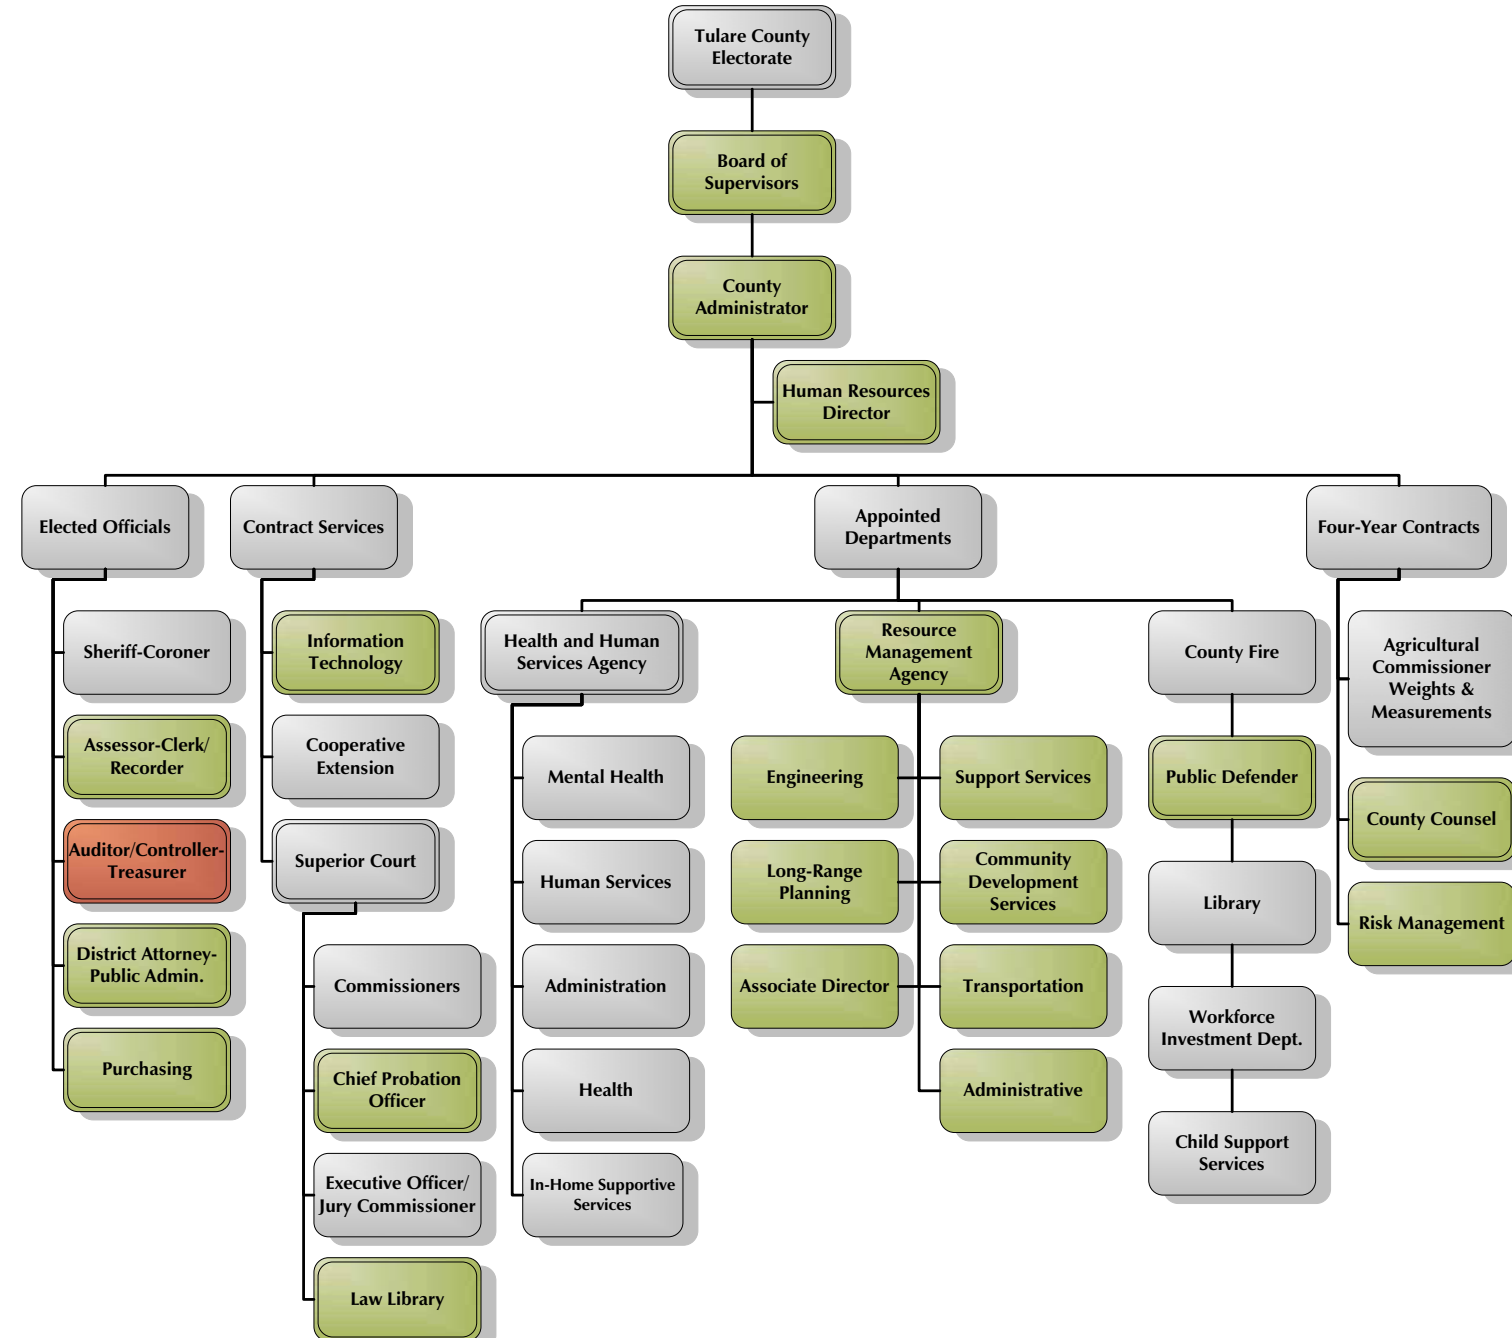 Tulare County
Electorate
Board of
Supervisors
County
Administrator
Human Resources
Director
Elected Officials
Contract Services
Appointed
Departments
Four-Year Contracts
Sheriff-Coroner
Assessor-Clerk/
Recorder
Auditor/Controller-
Treasurer
District Attorney-
Public Admin.
Purchasing
Information
Technology
Cooperative
Extension
Superior Court
Commissioners
Chief Probation
Officer
Executive Officer/
Jury Commissioner
Law Library
Health and Human
Services Agency
Mental Health
Human Services
Administration
Health
In-Home Supportive
Services
Resource
Management
Agency
Engineering
Support Services
Long-Range
Planning
Community
Development
Services
Associate Director
Transportation
Administrative
County Fire
Public Defender
Library
Workforce
Investment Dept.
Child Support
Services
Agricultural
Commissioner
Weights &
Measurements
County Counsel
Risk Management